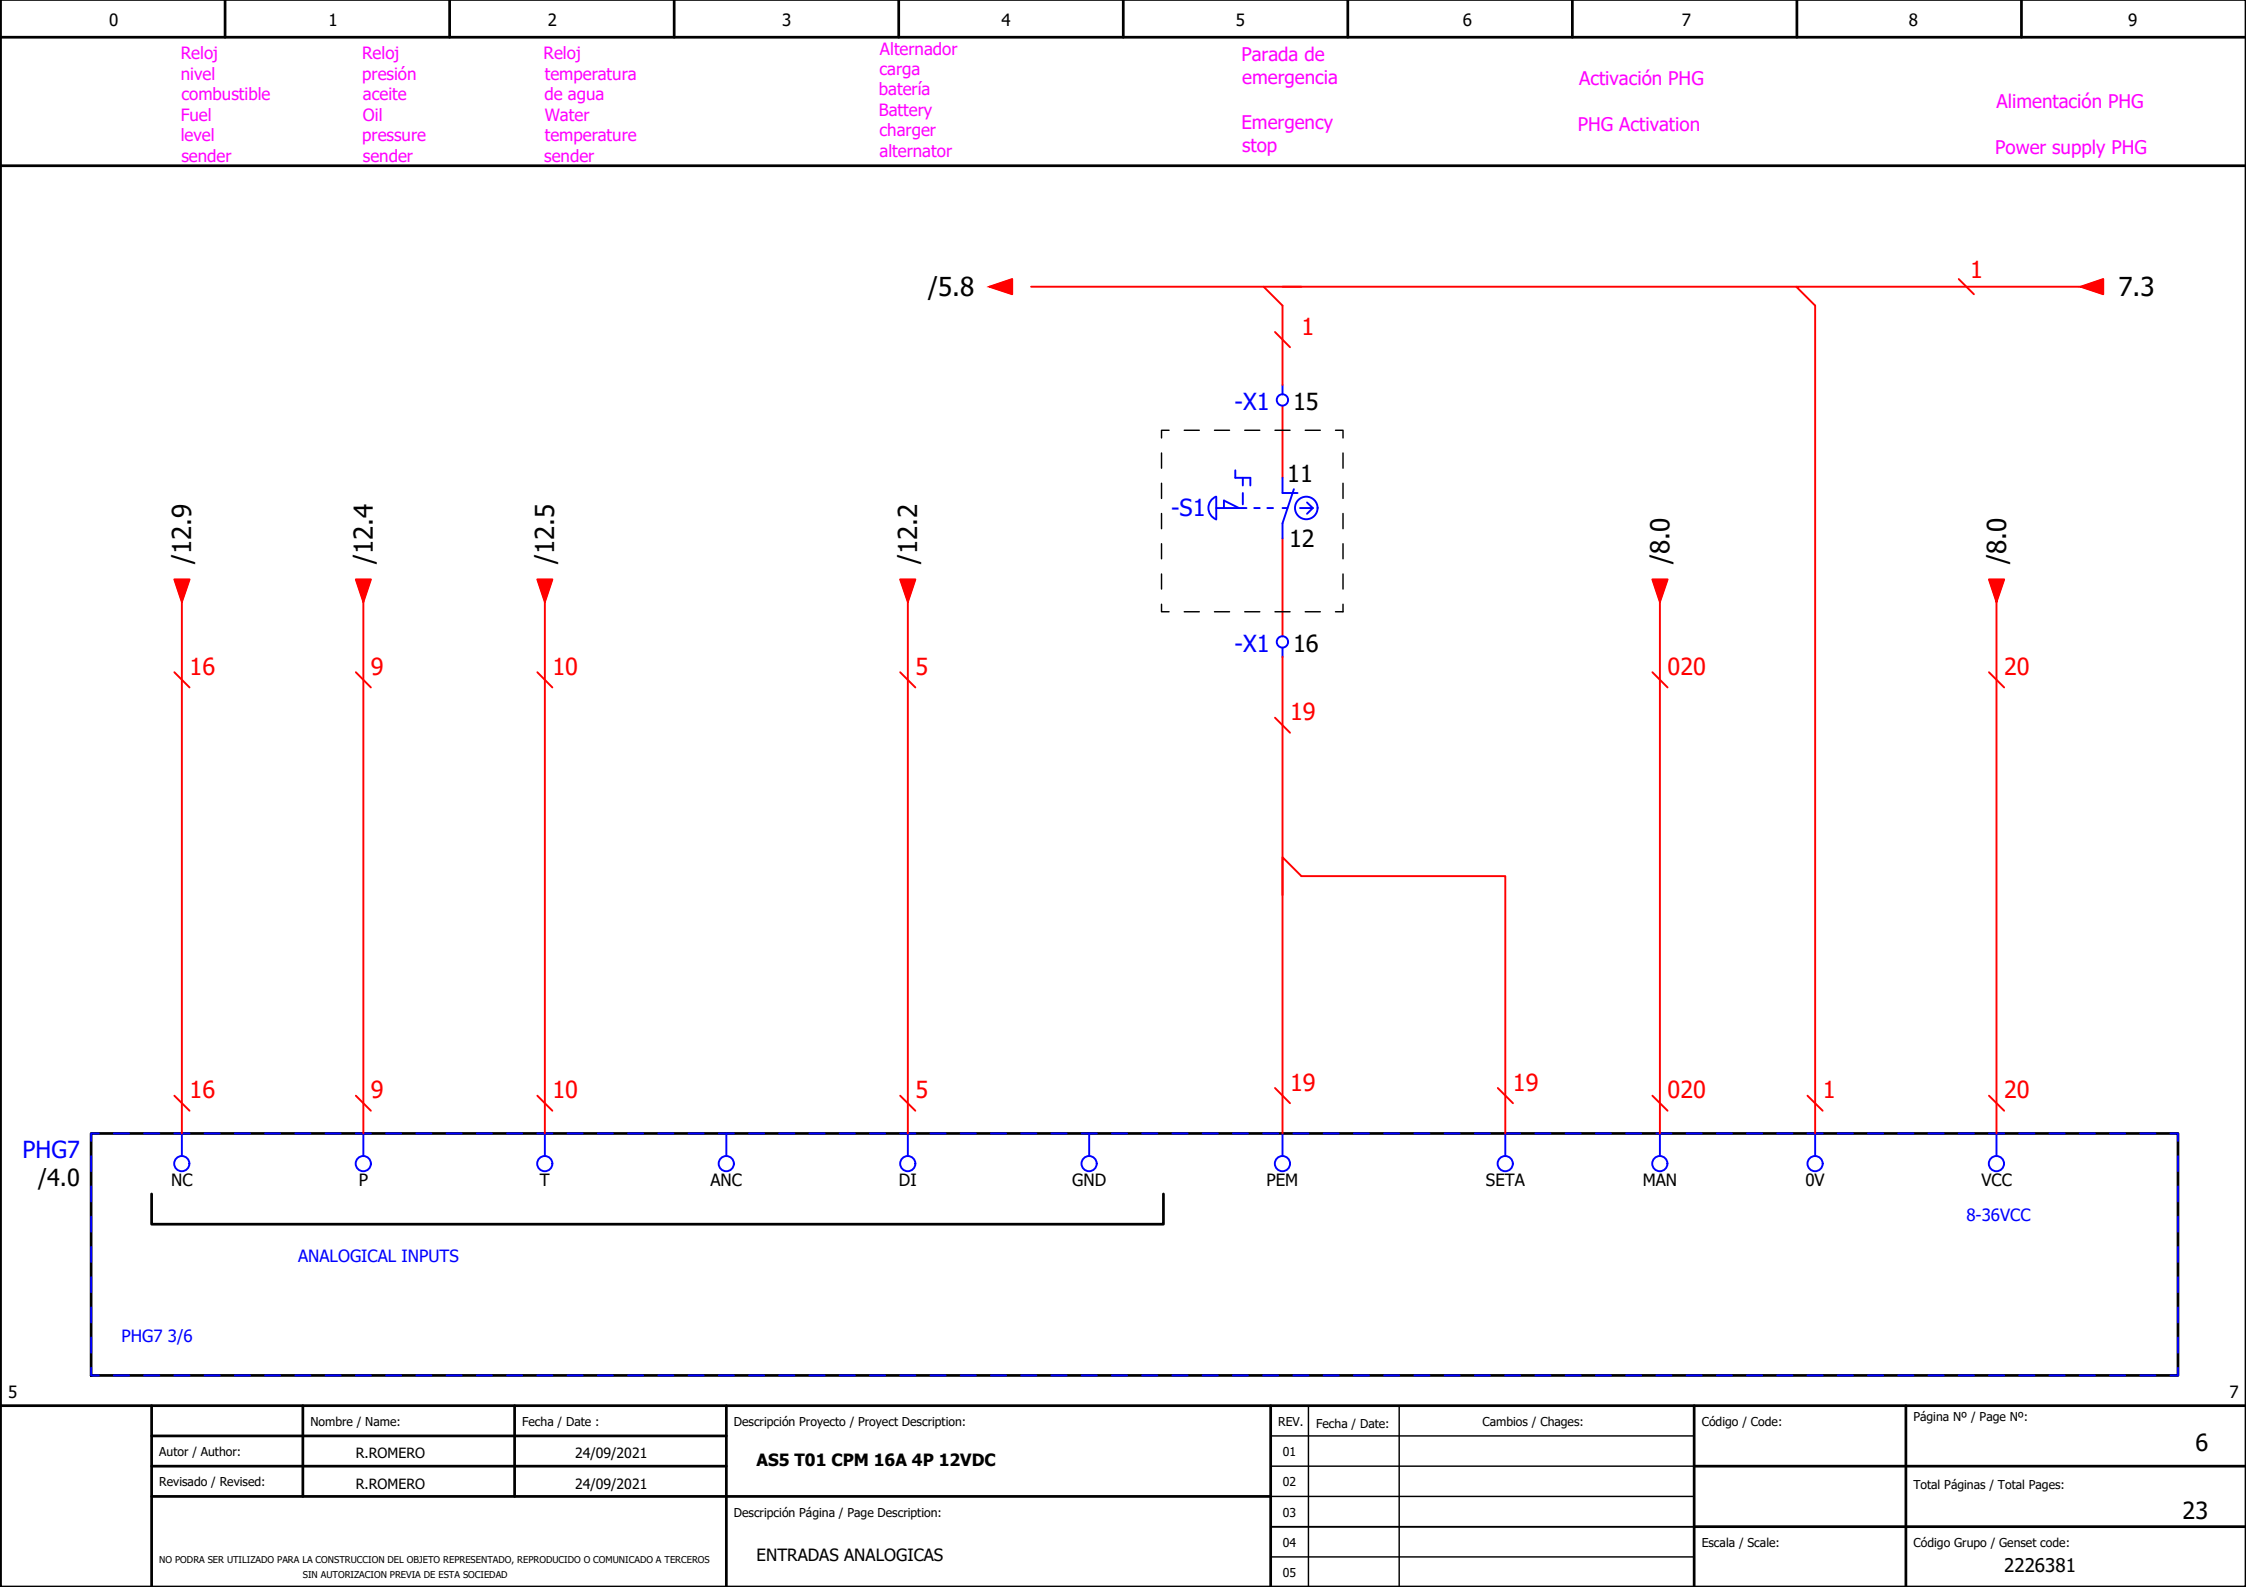 0 1 2 3 4 5 6 7 8 9
Reloj
nivel
combustible
Fuel
level
sender
Reloj
presión
aceite
Oil
pressure
sender
Reloj
temperatura
de agua
Water
temperature
sender
Alternador
carga
batería
Battery
charger
alternator
Parada de
emergencia
Emergency
stop
Activación PHG
PHG Activation
Alimentación PHG
Power supply PHG
/5.8
1
7.3
1
-X1 15
11
-S1
12
-X1 16
/12.9
/12.4
/12.5
/12.2
/8.0
/8.0
16
9
10
5
19
020
20
16
9
10
5
19
19
020
1
20
PHG7
/4.0
NC
P
T
ANC
DI
GND
PEM
SETA
MAN
0V
VCC
8-36VCC
ANALOGICAL INPUTS
PHG7 3/6
5
7
Nombre / Name:
Fecha / Date :
Autor / Author:
R.ROMERO
24/09/2021
Revisado / Revised:
R.ROMERO
24/09/2021
NO PODRA SER UTILIZADO PARA LA CONSTRUCCION DEL OBJETO REPRESENTADO, REPRODUCIDO O COMUNICADO A TERCEROS
SIN AUTORIZACION PREVIA DE ESTA SOCIEDAD
Descripción Proyecto / Proyect Description:
AS5 T01 CPM 16A 4P 12VDC
Descripción Página / Page Description:
ENTRADAS ANALOGICAS
REV.
Fecha / Date:
Cambios / Chages:
01
02
03
04
05
Código / Code:
Escala / Scale:
Página Nº / Page Nº:
6
Total Páginas / Total Pages:
23
Código Grupo / Genset code:
2226381